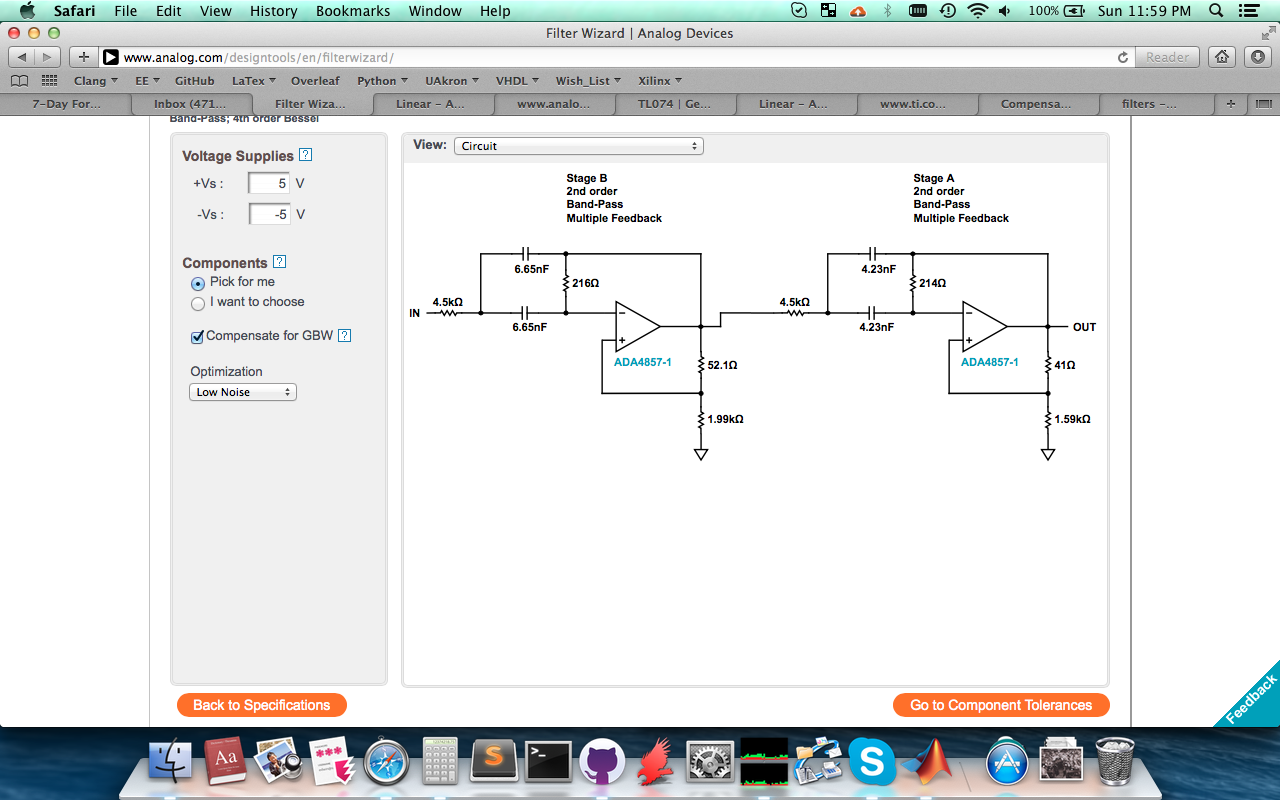 Safari File Edit View History Bookmarks Window Help 100% Sun 11:59 PM
Filter Wizard | Analog Devices
www.analog.com/designtools/en/filterwizard/ Reader
Clang EE GitHub LaTex Overleaf Python UAkron VHDL Wish_List Xilinx
7-Day For... Inbox (471... Filter Wiza... Linear – A... www.analo... TL074 | Ge... Linear – A... www.ti.co... Compensa... filters –... +
Band-Pass; 4th order Bessel
Voltage Supplies ?
+Vs : 5 V
-Vs : -5 V
Components ?
Pick for me
I want to choose
Compensate for GBW ?
Optimization
Low Noise
View: Circuit
Stage B
2nd order
Band-Pass
Multiple Feedback
Stage A
2nd order
Band-Pass
Multiple Feedback
6.65nF
216Ω
4.5kΩ
IN
6.65nF
−
+
ADA4857-1
52.1Ω
1.99kΩ
4.23nF
214Ω
4.5kΩ
4.23nF
−
+
OUT
ADA4857-1
41Ω
1.59kΩ
Back to Specifications
Go to Component Tolerances
Feedback
Aa
S
>_
S